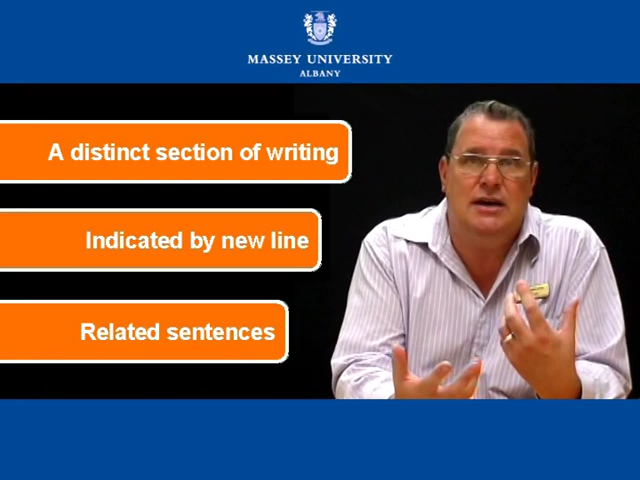 MASSEY UNIVERSITY
ALBANY
A distinct section of writing
Indicated by new line
Related sentences